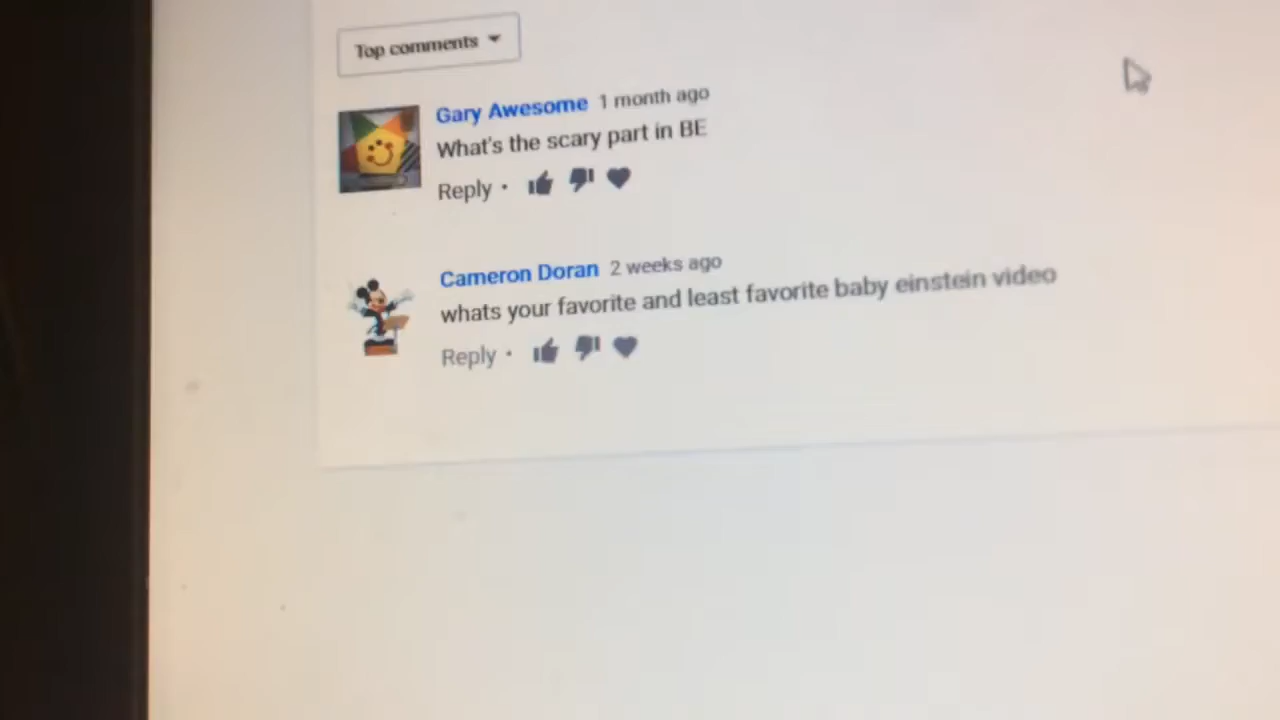 Top comments
Gary Awesome 1 month ago
What's the scary part in BE
Reply •
Cameron Doran 2 weeks ago
whats your favorite and least favorite baby einstein video
Reply •